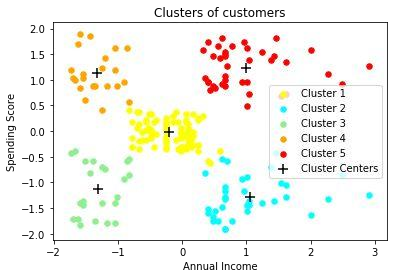 Clusters of customers
2.0
1.5
1.0
0.5
0.0
−0.5
−1.0
−1.5
−2.0
Spending Score
Cluster 1
Cluster 2
Cluster 3
Cluster 4
Cluster 5
Cluster Centers
−2
−1
0
1
2
3
Annual Income